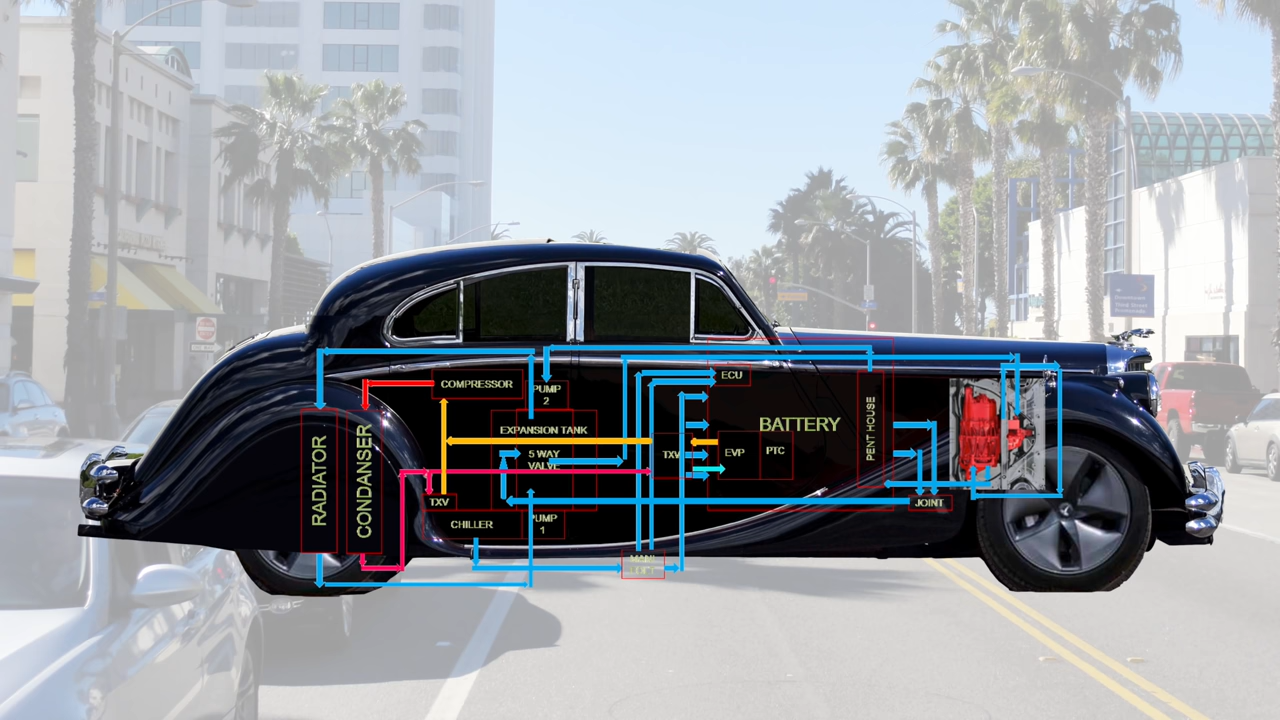 COMPRESSOR
PUMP
2
ECU
EXPANSION TANK
BATTERY
RADIATOR
CONDANSER
5 WAY
VALVE
TXV
EVP
PTC
PENT HOUSE
TXV
JOINT
CHILLER
PUMP
1